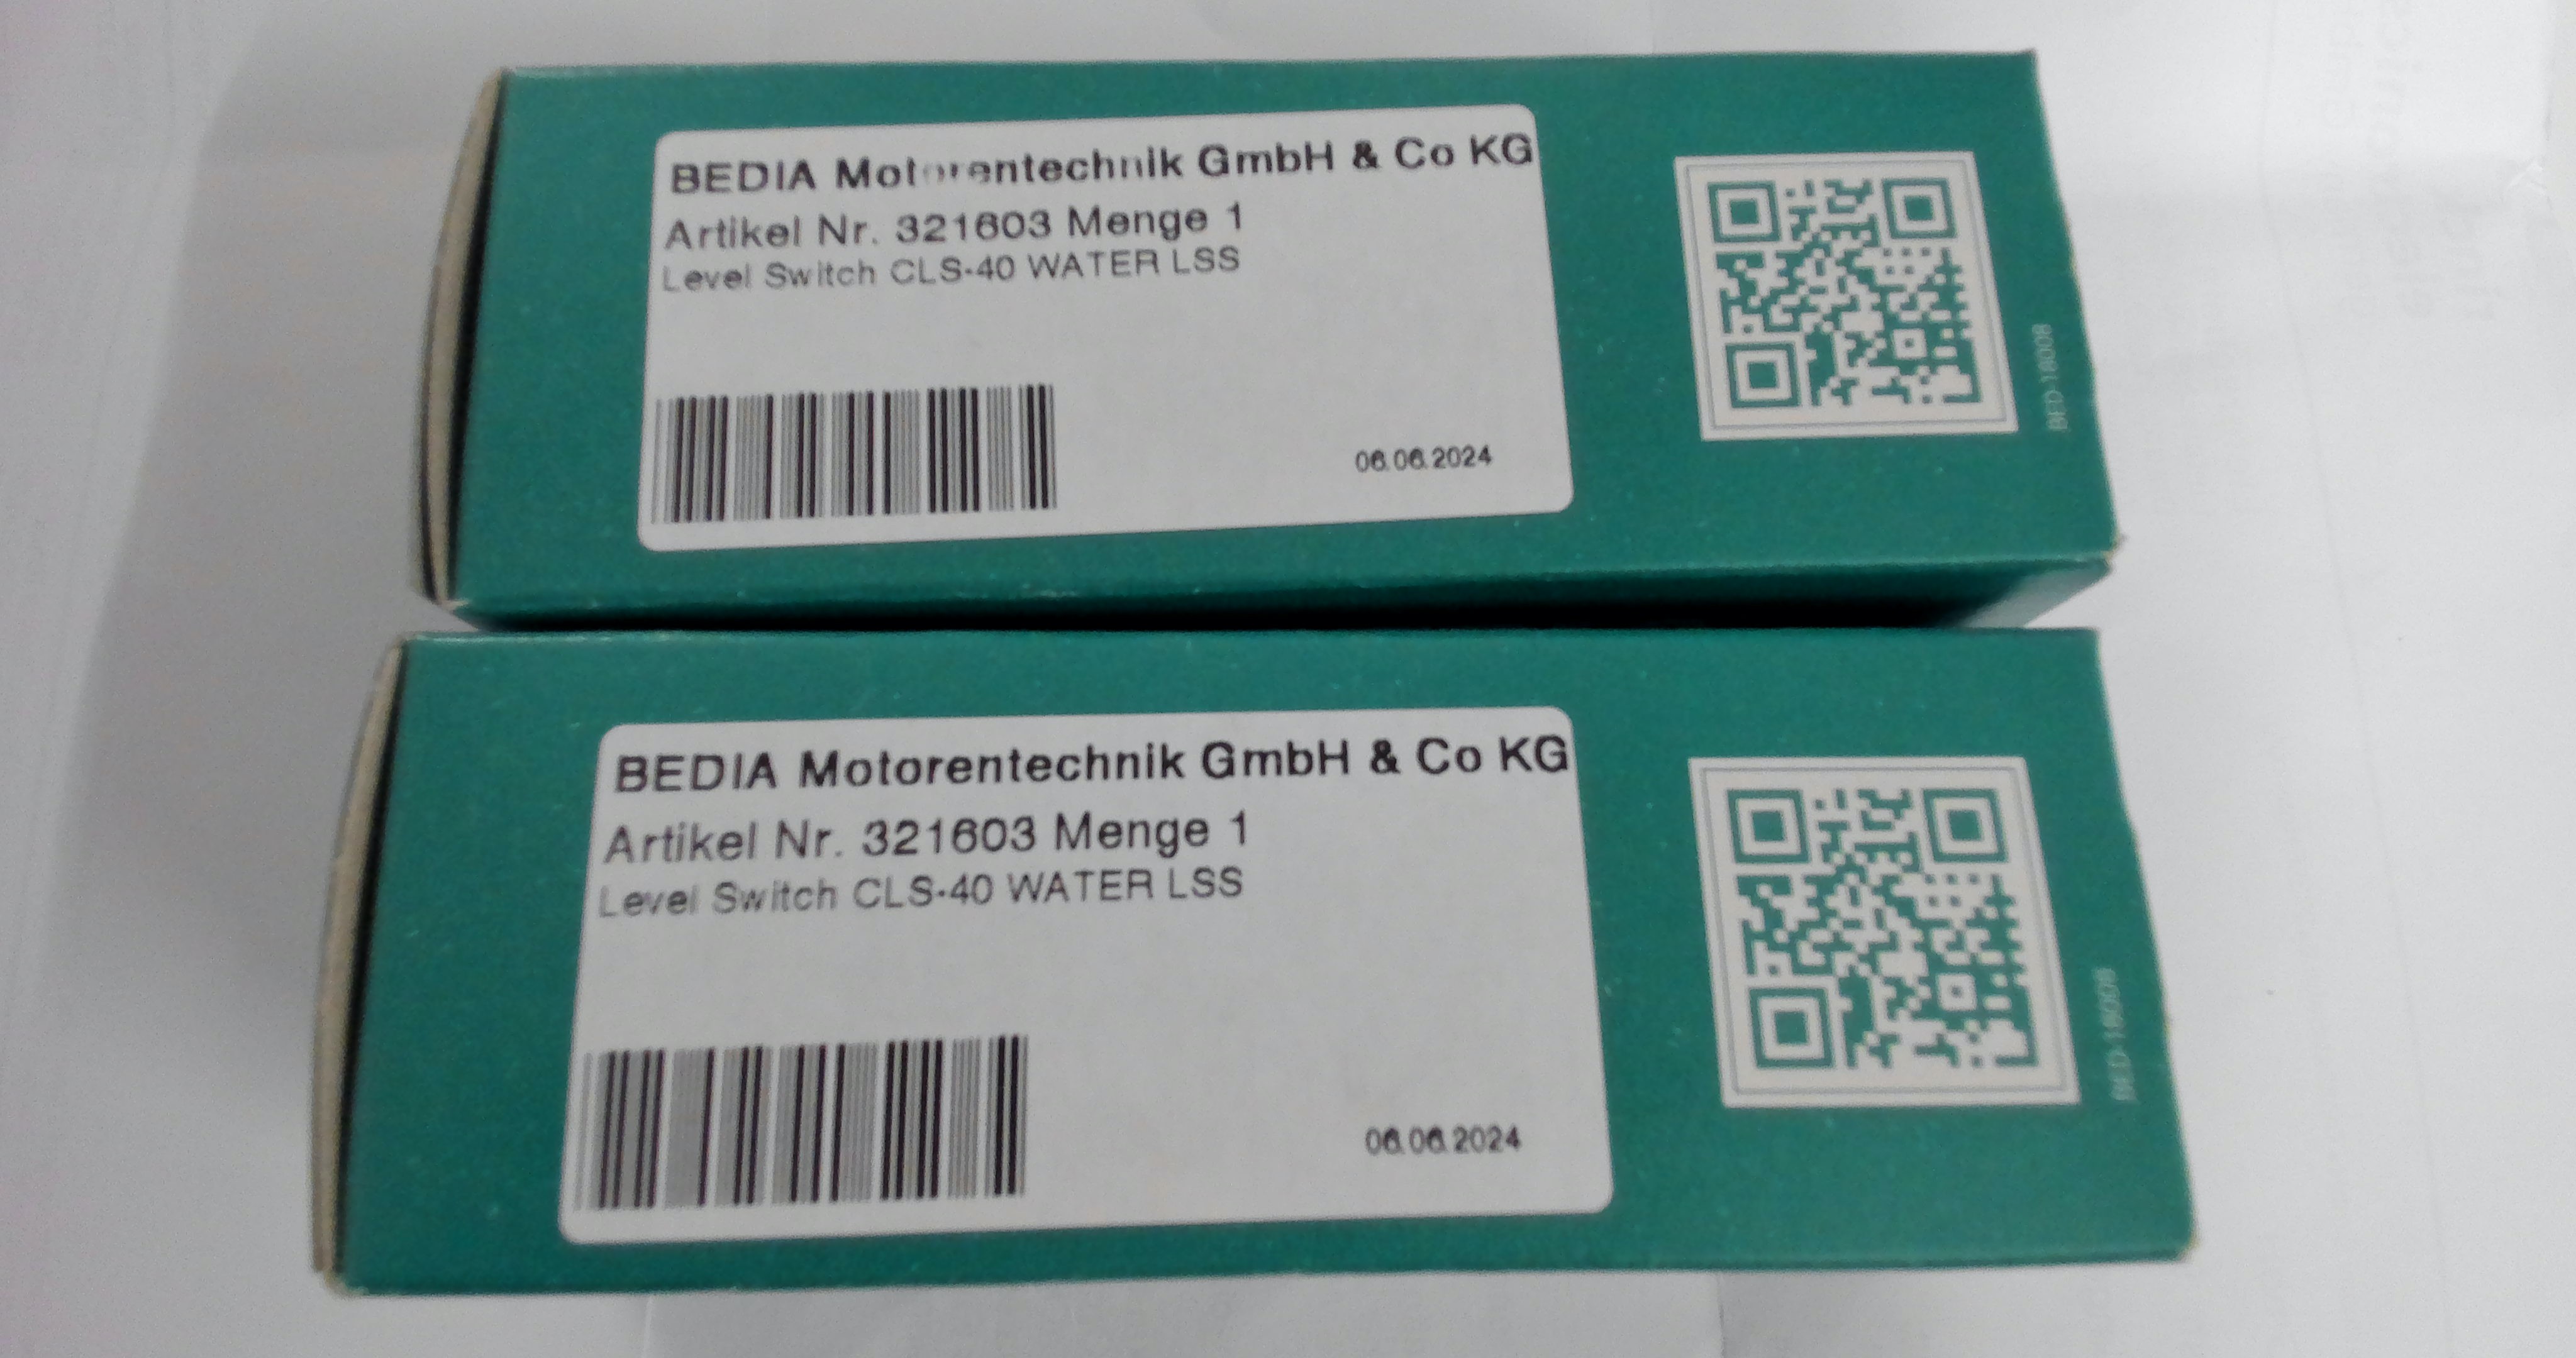 BEDIA Motorentechnik GmbH & Co KG
Artikel Nr. 321603 Menge 1
Level Switch CLS-40 WATER LSS
06.06.2024
BED-18008
BEDIA Motorentechnik GmbH & Co KG
Artikel Nr. 321603 Menge 1
Level Switch CLS-40 WATER LSS
06.06.2024
BED-18008